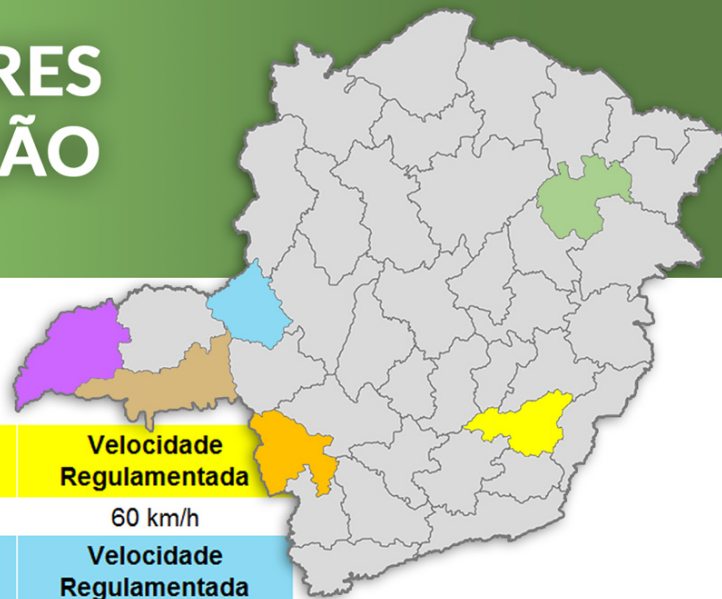 RES
ÃO
Velocidade
Regulamentada
60 km/h
Velocidade
Regulamentada